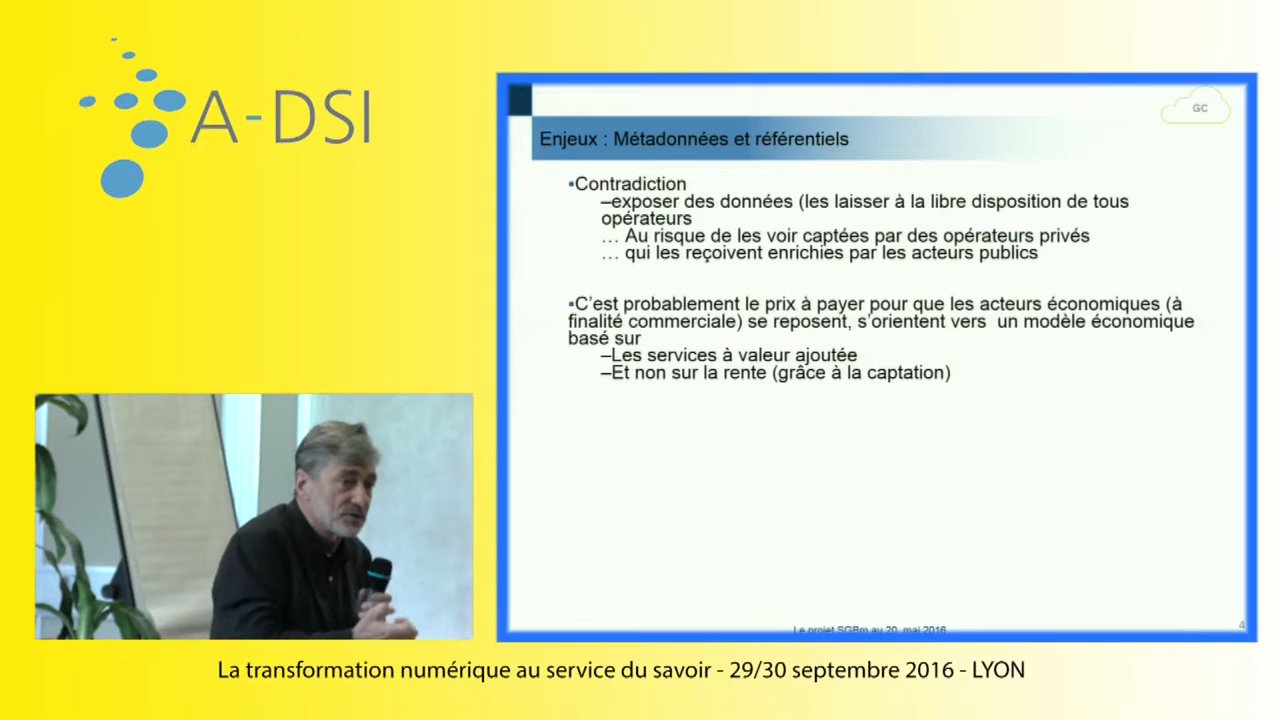 A-DSI
GC
Enjeux : Métadonnées et référentiels
▪Contradiction
–exposer des données (les laisser à la libre disposition de tous
opérateurs
… Au risque de les voir captées par des opérateurs privés
… qui les reçoivent enrichies par les acteurs publics
▪C’est probablement le prix à payer pour que les acteurs économiques (à
finalité commerciale) se reposent, s’orientent vers un modèle économique
basé sur
–Les services à valeur ajoutée
–Et non sur la rente (grâce à la captation)
Le projet SGBm au 20 mai 2016
4
La transformation numérique au service du savoir - 29/30 septembre 2016 - LYON